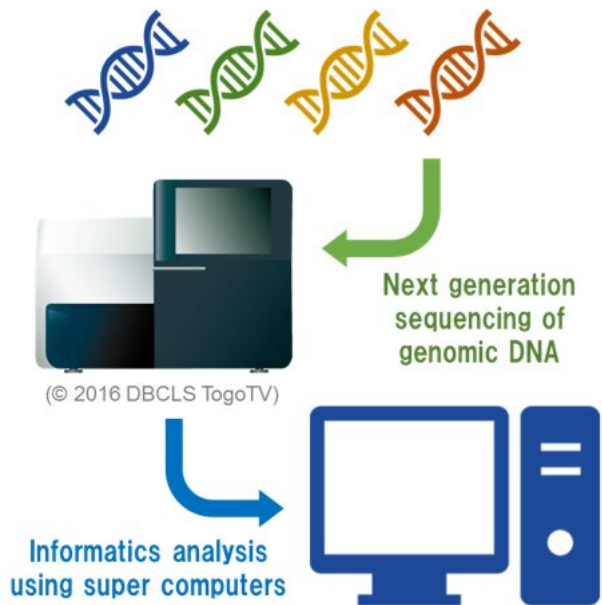 Next generation
sequencing of
genomic DNA
(© 2016 DBCLS TogoTV)
Informatics analysis
using super computers